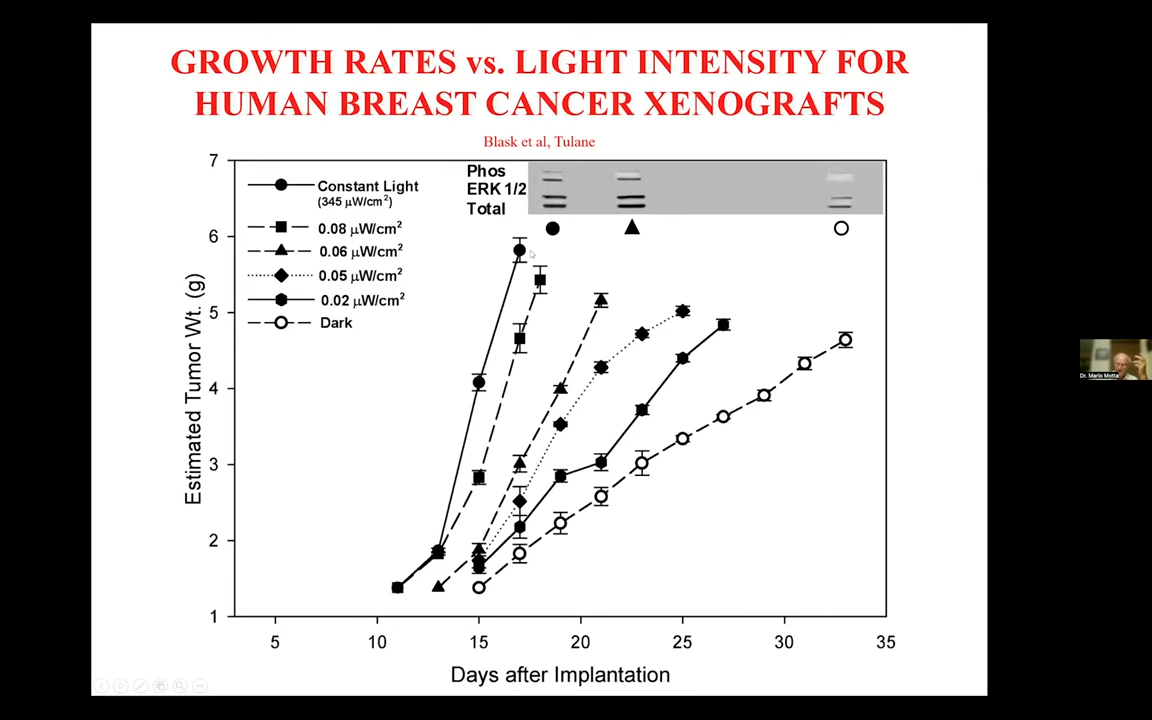 GROWTH RATES vs. LIGHT INTENSITY FOR
HUMAN BREAST CANCER XENOGRAFTS
Blask et al, Tulane
7
6
5
4
3
2
1
Estimated Tumor Wt. (g)
Constant Light
(345 μW/cm²)
0.08 μW/cm²
0.06 μW/cm²
0.05 μW/cm²
0.02 μW/cm²
Dark
Phos
ERK 1/2
Total
5 10 15 20 25 30 35
Days after Implantation
Dr. Mario Motta